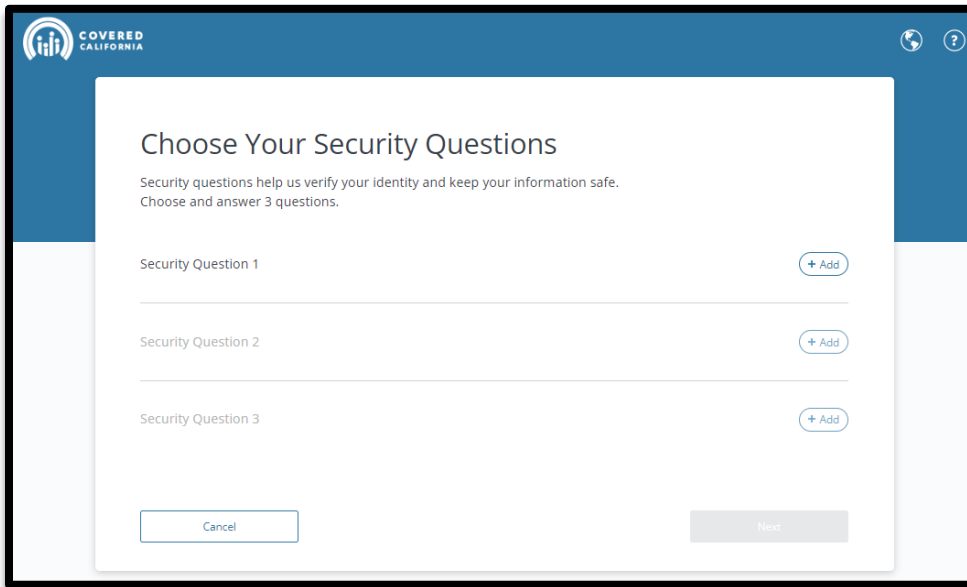 COVERED
CALIFORNIA
?
Choose Your Security Questions
Security questions help us verify your identity and keep your information safe.
Choose and answer 3 questions.
Security Question 1
+ Add
Security Question 2
+ Add
Security Question 3
+ Add
Cancel
Next